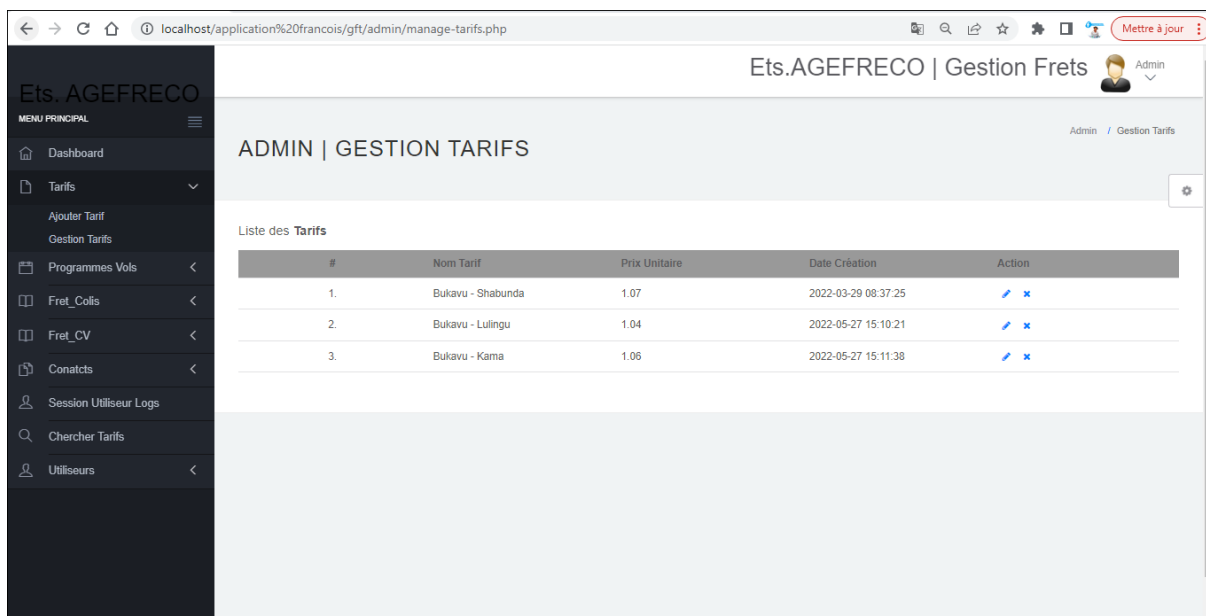 localhost/application%20francois/gft/admin/manage-tarifs.php
Mettre à jour
Ets.AGEFRECO | Gestion Frets
Admin
Ets. AGEFRECO
MENU PRINCIPAL
Dashboard
Tarifs
Ajouter Tarif
Gestion Tarifs
Programmes Vols
Fret_Colis
Fret_CV
Conatcts
Session Utiliseur Logs
Chercher Tarifs
Utiliseurs
ADMIN | GESTION TARIFS
Admin / Gestion Tarifs
Liste des Tarifs
# Nom Tarif Prix Unitaire Date Crèation Action
1. Bukavu - Shabunda 1.07 2022-03-29 08:37:25
2. Bukavu - Lulingu 1.04 2022-05-27 15:10:21
3. Bukavu - Kama 1.06 2022-05-27 15:11:38